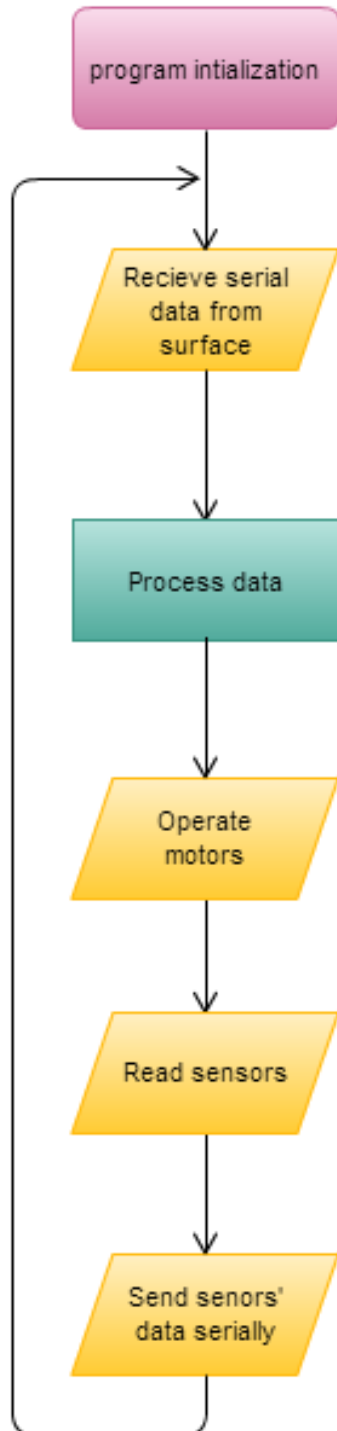 program intialization
Recieve serial
data from
surface
Process data
Operate
motors
Read sensors
Send senors'
data serially